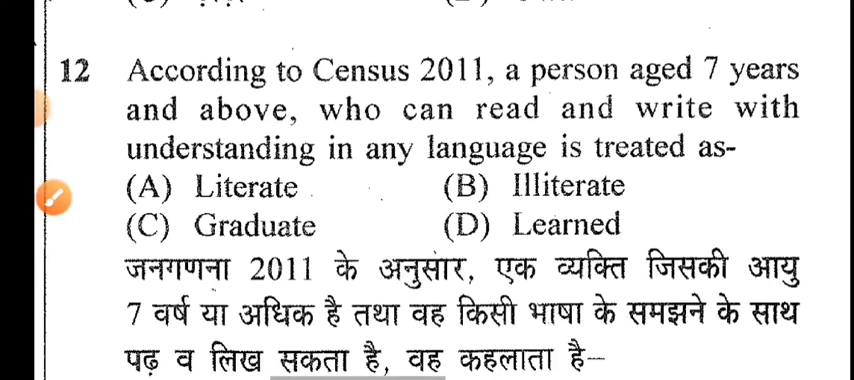 12 According to Census 2011, a person aged 7 years
and above, who can read and write with
understanding in any language is treated as-
(A) Literate (B) Illiterate
(C) Graduate (D) Learned
जनगणना 2011 के अनुसार, एक व्यक्ति जिसकी आयु
7 वर्ष या अधिक है तथा वह किसी भाषा के समझने के साथ
पढ़ व लिख सकता है, वह कहलाता है–